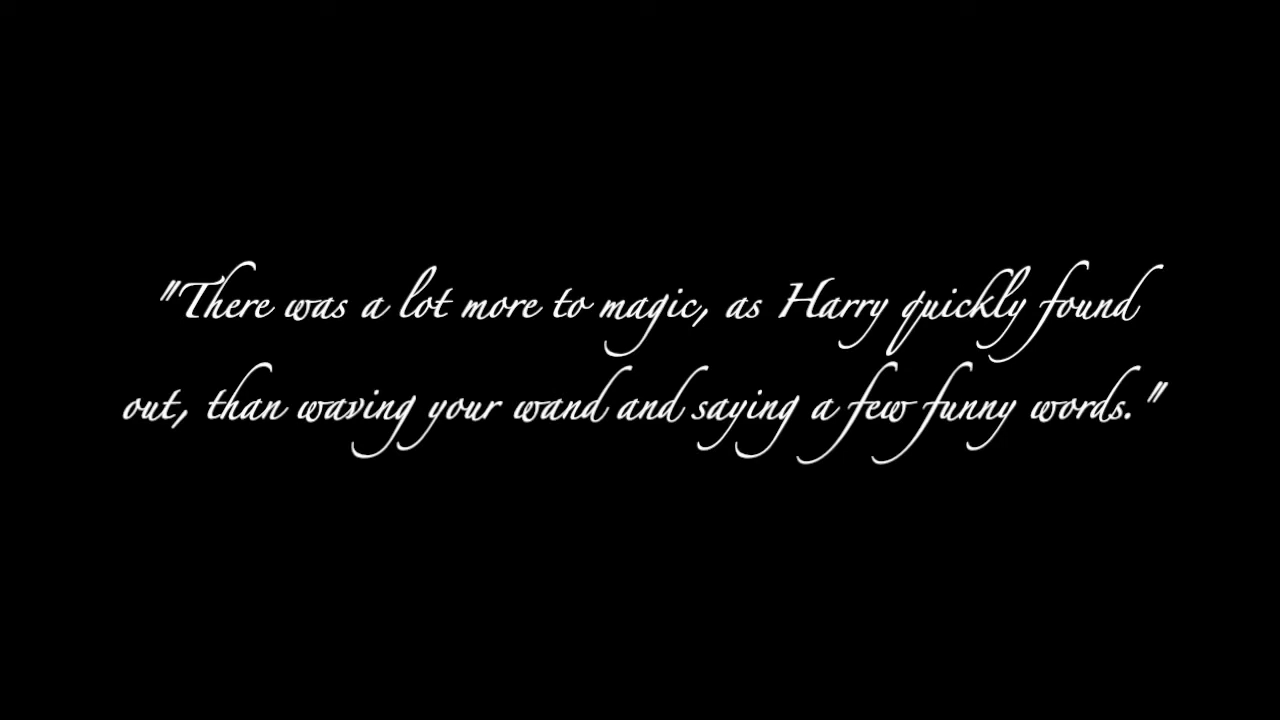 "There was a lot more to magic, as Harry quickly found
out, than waving your wand and saying a few funny words."